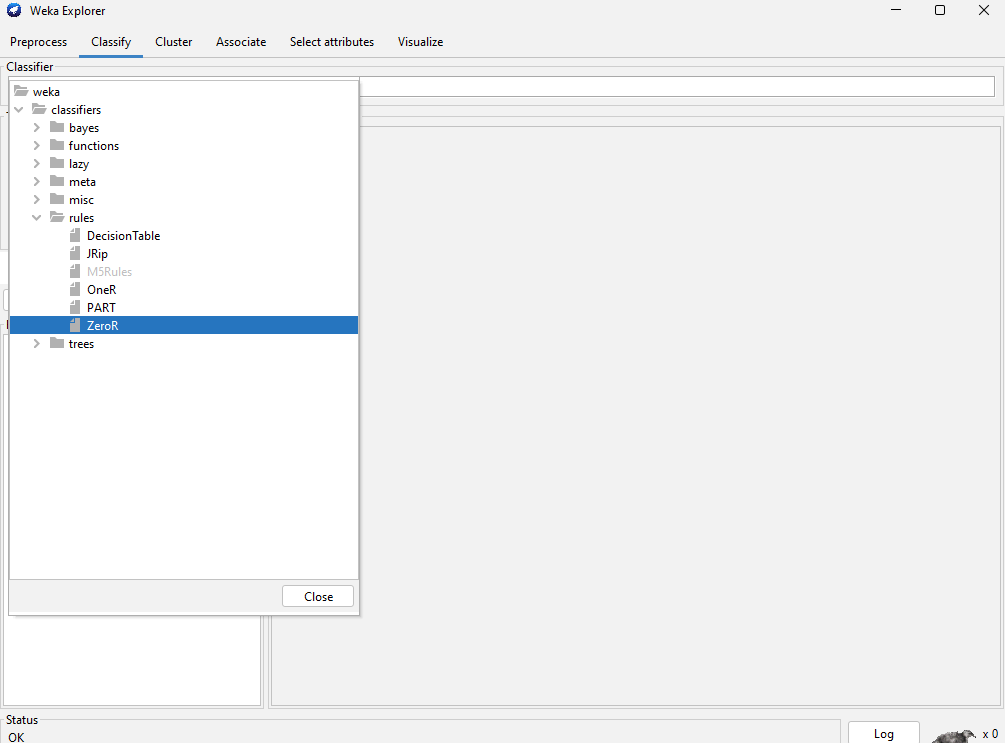 Weka Explorer
Preprocess Classify Cluster Associate Select attributes Visualize
Classifier
weka
classifiers
bayes
functions
lazy
meta
misc
rules
DecisionTable
JRip
M5Rules
OneR
PART
ZeroR
trees
Close
Status
OK
Log
x 0